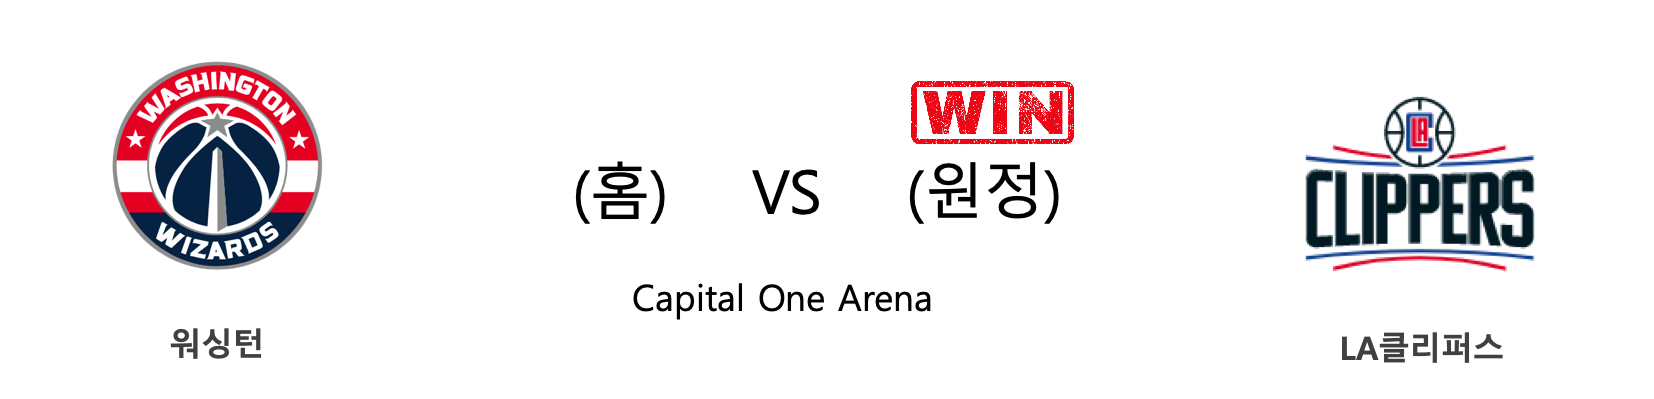 WASHINGTON
WIZARDS
워싱턴
WIN
(홈) VS (원정)
Capital One Arena
LAC
CLIPPERS
LA클리퍼스